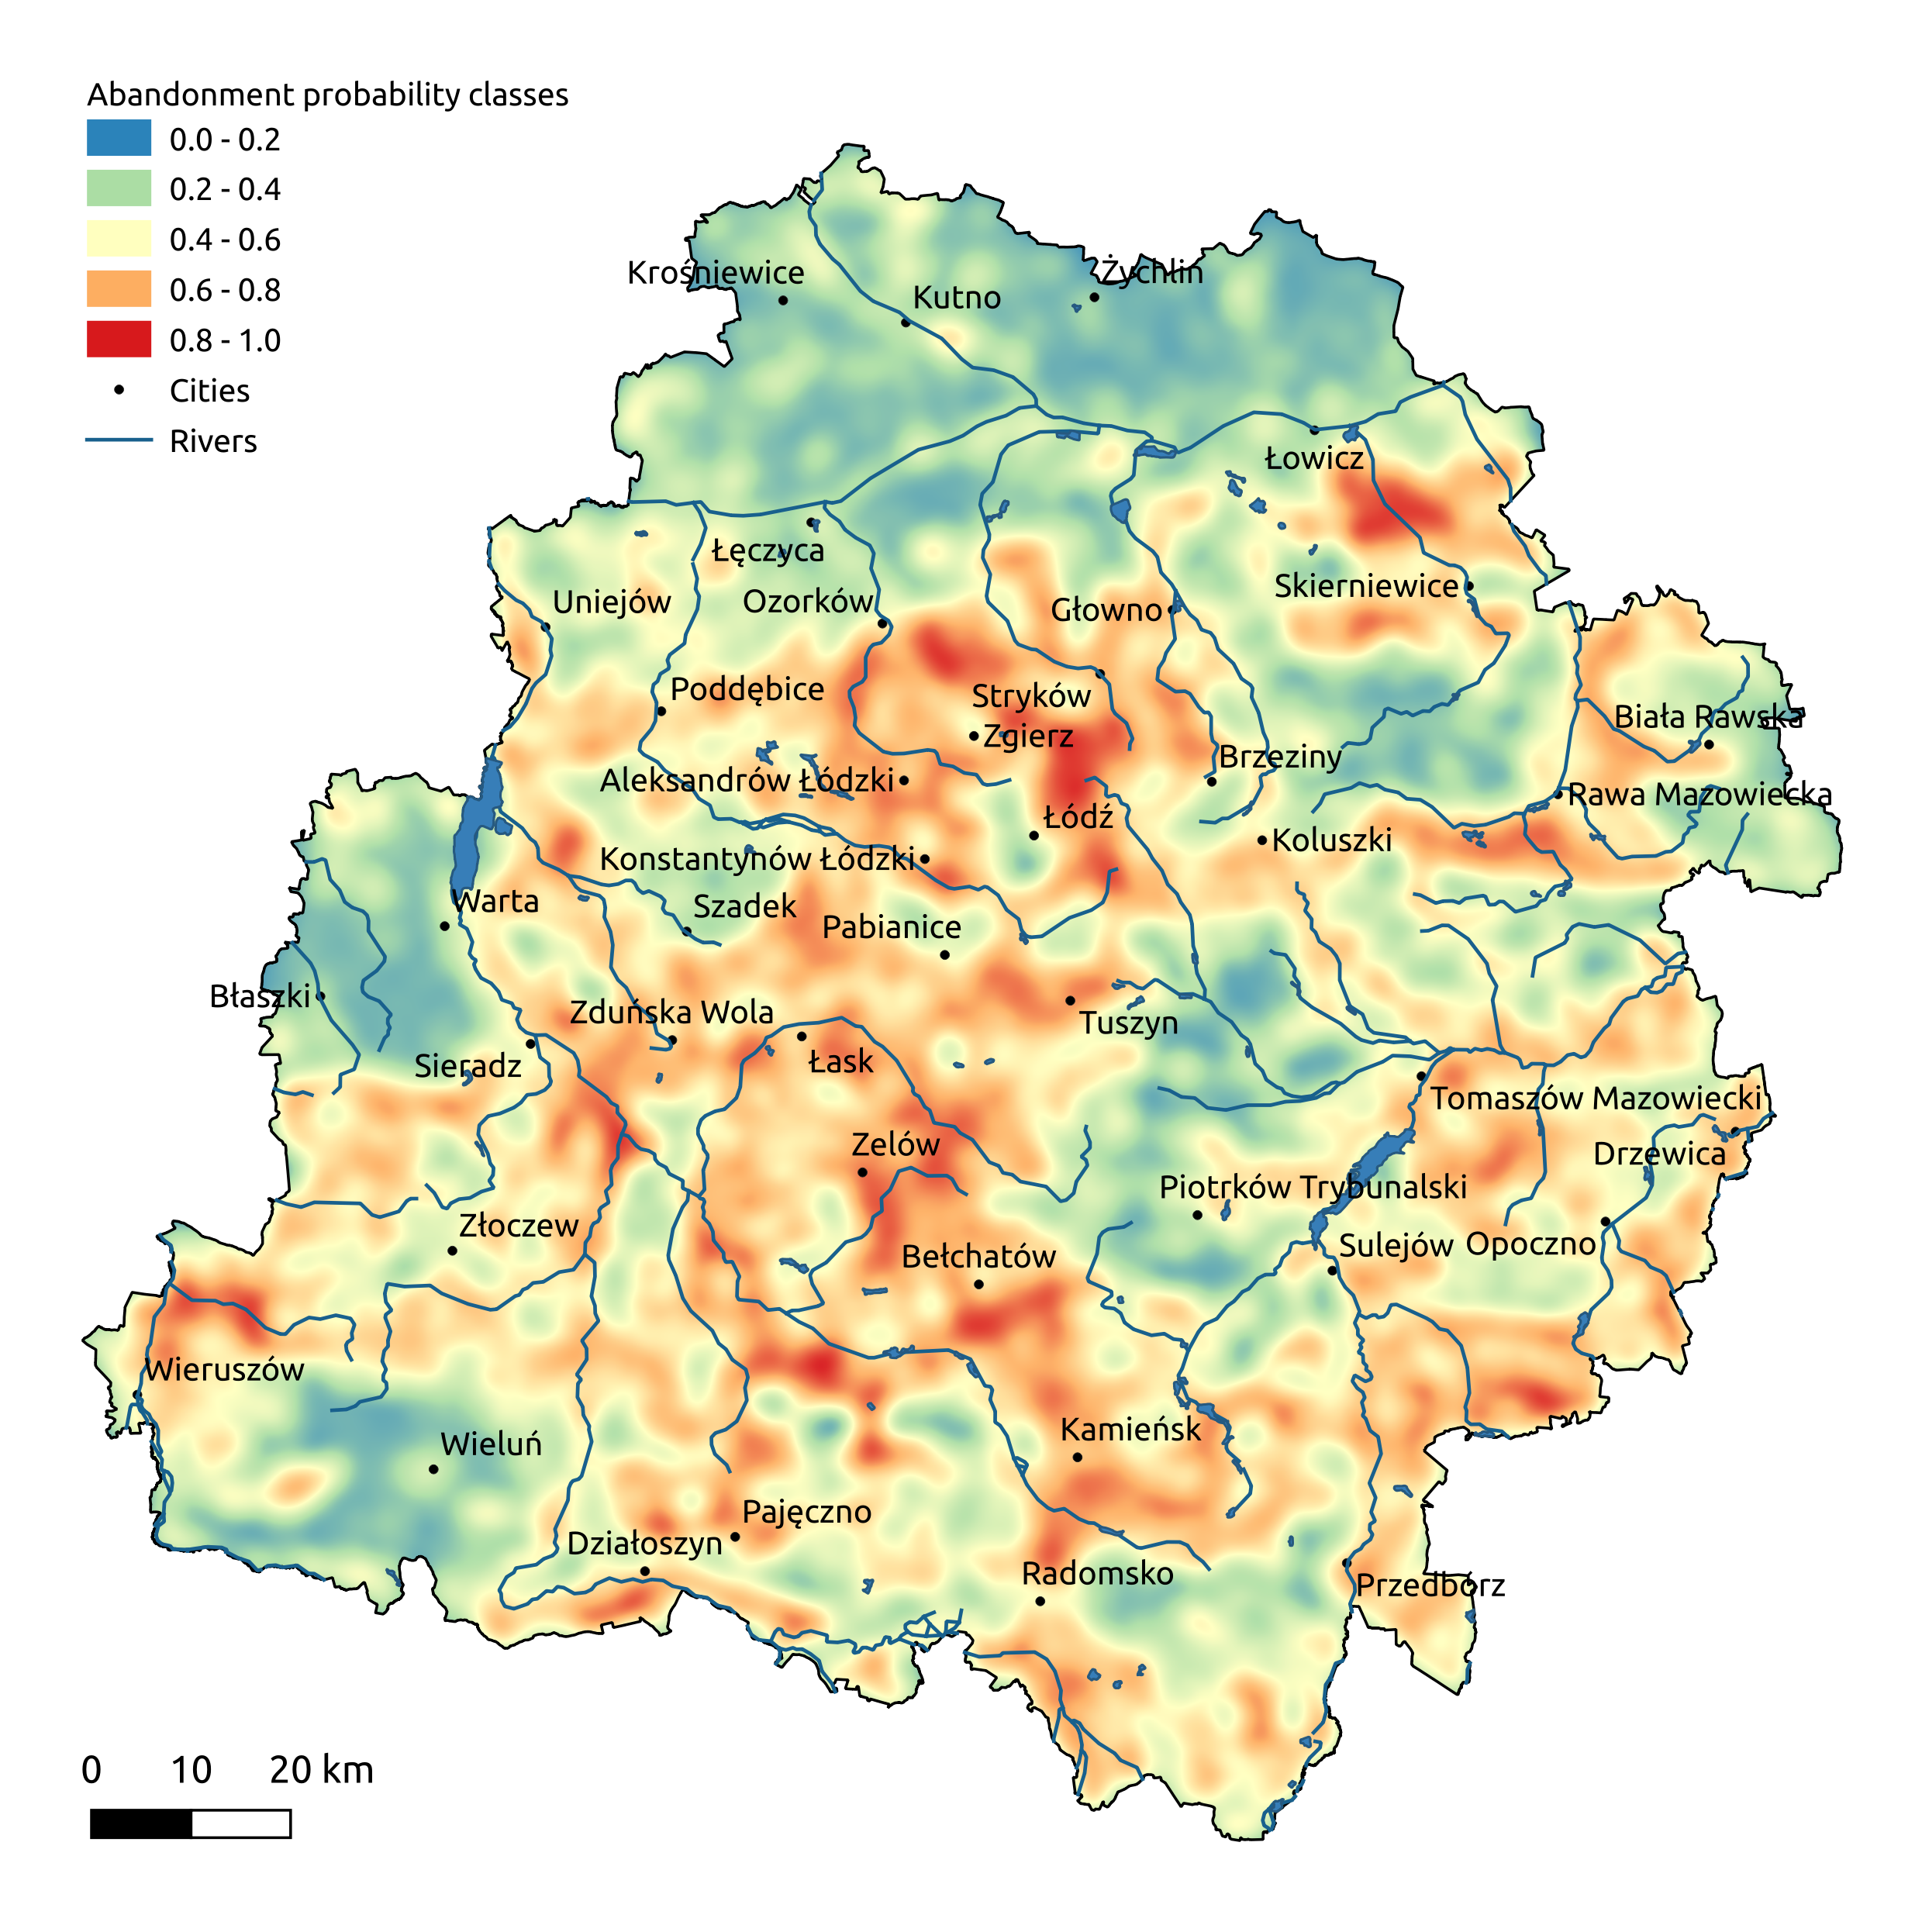 Abandonment probability classes
0.0 - 0.2
0.2 - 0.4
0.4 - 0.6
0.6 - 0.8
0.8 - 1.0
Cities
Rivers
Krośniewice
Kutno
Żychlin
Łowicz
Łęczyca
Uniejów
Ozorków
Głowno
Skierniewice
Poddębice
Stryków
Zgierz
Biała Rawska
Brzeziny
Aleksandrów Łódzki
Rawa Mazowiecka
Łódź
Koluszki
Konstantynów Łódzki
Warta
Szadek
Pabianice
Błaszki
Zduńska Wola
Tuszyn
Sieradz
Łask
Tomaszów Mazowiecki
Zelów
Drzewica
Piotrków Trybunalski
Złoczew
Bełchatów
Sulejów
Opoczno
Wieruszów
Kamieńsk
Wieluń
Pajęczno
Działoszyn
Radomsko
Przedbórz
0 10 20 km